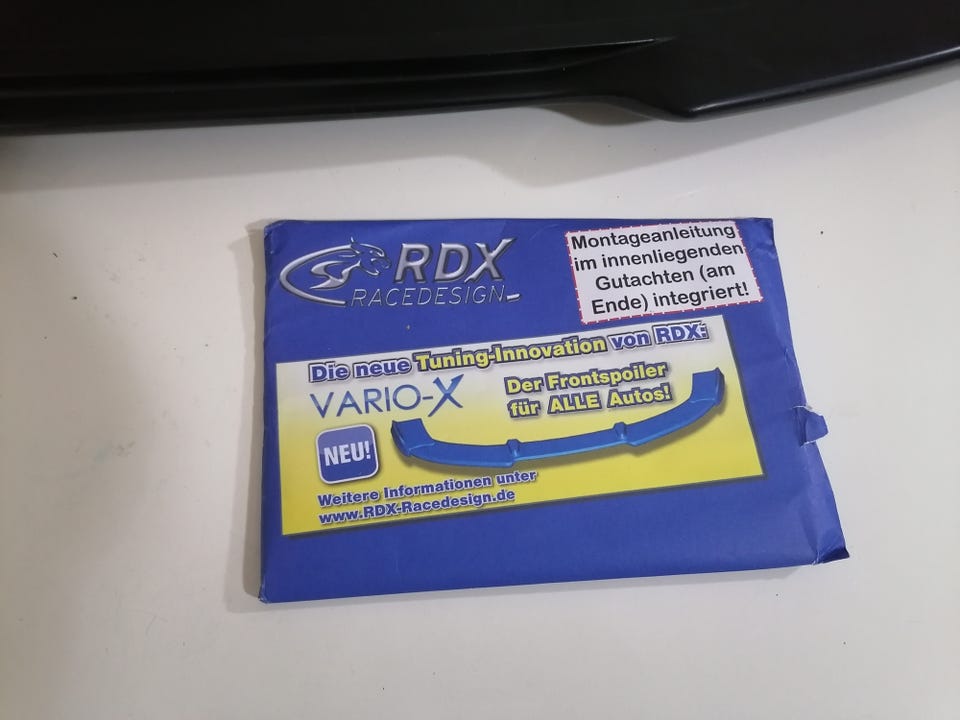 RDX
RACEDESIGN
Montageanleitung
im innenliegenden
Gutachten (am
Ende) integriert!
Die neue Tuning-Innovation von RDX:
VARIO-X
Der Frontspoiler
für ALLE Autos!
NEU!
Weitere Informationen unter
www.RDX-Racedesign.de